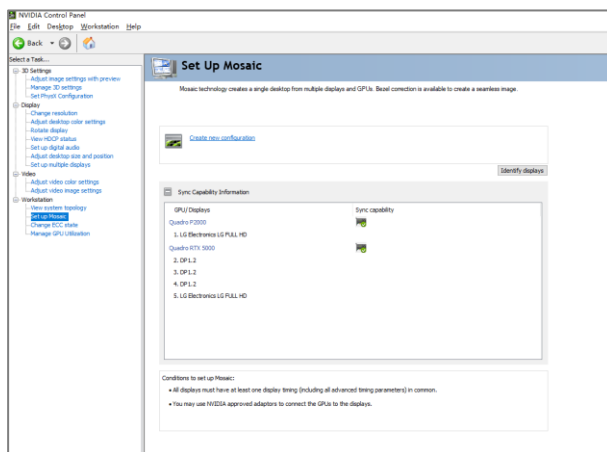 NVIDIA Control Panel
File Edit Desktop Workstation Help
Back
Select a Task...
3D Settings
Adjust image settings with preview
Manage 3D settings
Set PhysX Configuration
Display
Change resolution
Adjust desktop color settings
Rotate display
View HDCP status
Set up digital audio
Adjust desktop size and position
Set up multiple displays
Video
Adjust video color settings
Adjust video image settings
Workstation
View system topology
Set up Mosaic
Change ECC state
Manage GPU Utilization
Set Up Mosaic
Mosaic technology creates a single desktop from multiple displays and GPUs. Bezel correction is available to create a seamless image.
Create new configuration
Identify displays
Sync Capability Information
GPU/Displays Sync capability
Quadro P2000
1. LG Electronics LG FULL HD
Quadro RTX 5000
2. DP1.2
3. DP1.2
4. DP1.2
5. LG Electronics LG FULL HD
Conditions to set up Mosaic:
• All displays must have at least one display timing (including all advanced timing parameters) in common.
• You may use NVIDIA approved adaptors to connect the GPUs to the displays.